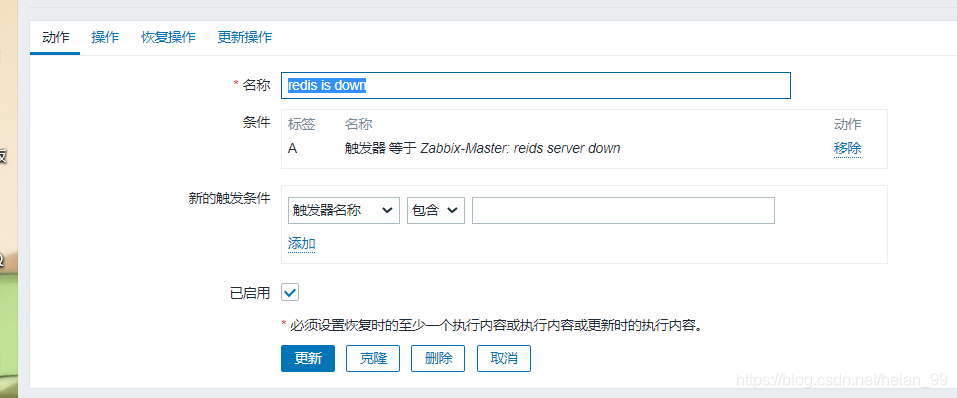 动作 操作 恢复操作 更新操作
* 名称 redis is down
条件 标签 名称 动作
A 触发器 等于 Zabbix-Master: reids server down 移除
新的触发条件 触发器名称 包含
添加
已启用
* 必须设置恢复时的至少一个执行内容或执行内容或更新时的执行内容。
更新 克隆 删除 取消
https://blog.csdn.net/heian_99